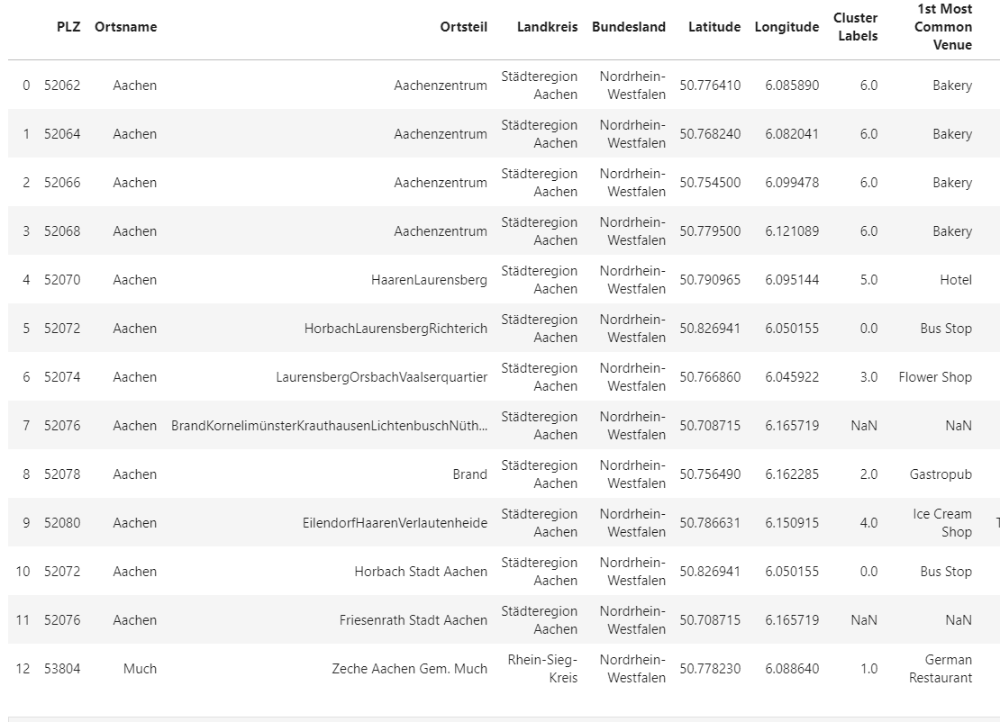 PLZ Ortsname Ortsteil Landkreis Bundesland Latitude Longitude Cluster Labels 1st Most Common Venue
0 52062 Aachen Aachenzentrum Städteregion Aachen Nordrhein-Westfalen 50.776410 6.085890 6.0 Bakery
1 52064 Aachen Aachenzentrum Städteregion Aachen Nordrhein-Westfalen 50.768240 6.082041 6.0 Bakery
2 52066 Aachen Aachenzentrum Städteregion Aachen Nordrhein-Westfalen 50.754500 6.099478 6.0 Bakery
3 52068 Aachen Aachenzentrum Städteregion Aachen Nordrhein-Westfalen 50.779500 6.121089 6.0 Bakery
4 52070 Aachen HaarenLaurensberg Städteregion Aachen Nordrhein-Westfalen 50.790965 6.095144 5.0 Hotel
5 52072 Aachen HorbachLaurensbergRichterich Städteregion Aachen Nordrhein-Westfalen 50.826941 6.050155 0.0 Bus Stop
6 52074 Aachen LaurensbergOrsbachVaalserquartier Städteregion Aachen Nordrhein-Westfalen 50.766860 6.045922 3.0 Flower Shop
7 52076 Aachen BrandKornelimünsterKrauthausenLichtenbuschNüth... Städteregion Aachen Nordrhein-Westfalen 50.708715 6.165719 NaN NaN
8 52078 Aachen Brand Städteregion Aachen Nordrhein-Westfalen 50.756490 6.162285 2.0 Gastropub
9 52080 Aachen EilendorfHaarenVerlautenheide Städteregion Aachen Nordrhein-Westfalen 50.786631 6.150915 4.0 Ice Cream Shop
10 52072 Aachen Horbach Stadt Aachen Städteregion Aachen Nordrhein-Westfalen 50.826941 6.050155 0.0 Bus Stop
11 52076 Aachen Friesenrath Stadt Aachen Städteregion Aachen Nordrhein-Westfalen 50.708715 6.165719 NaN NaN
12 53804 Much Zeche Aachen Gem. Much Rhein-Sieg-Kreis Nordrhein-Westfalen 50.778230 6.088640 1.0 German Restaurant